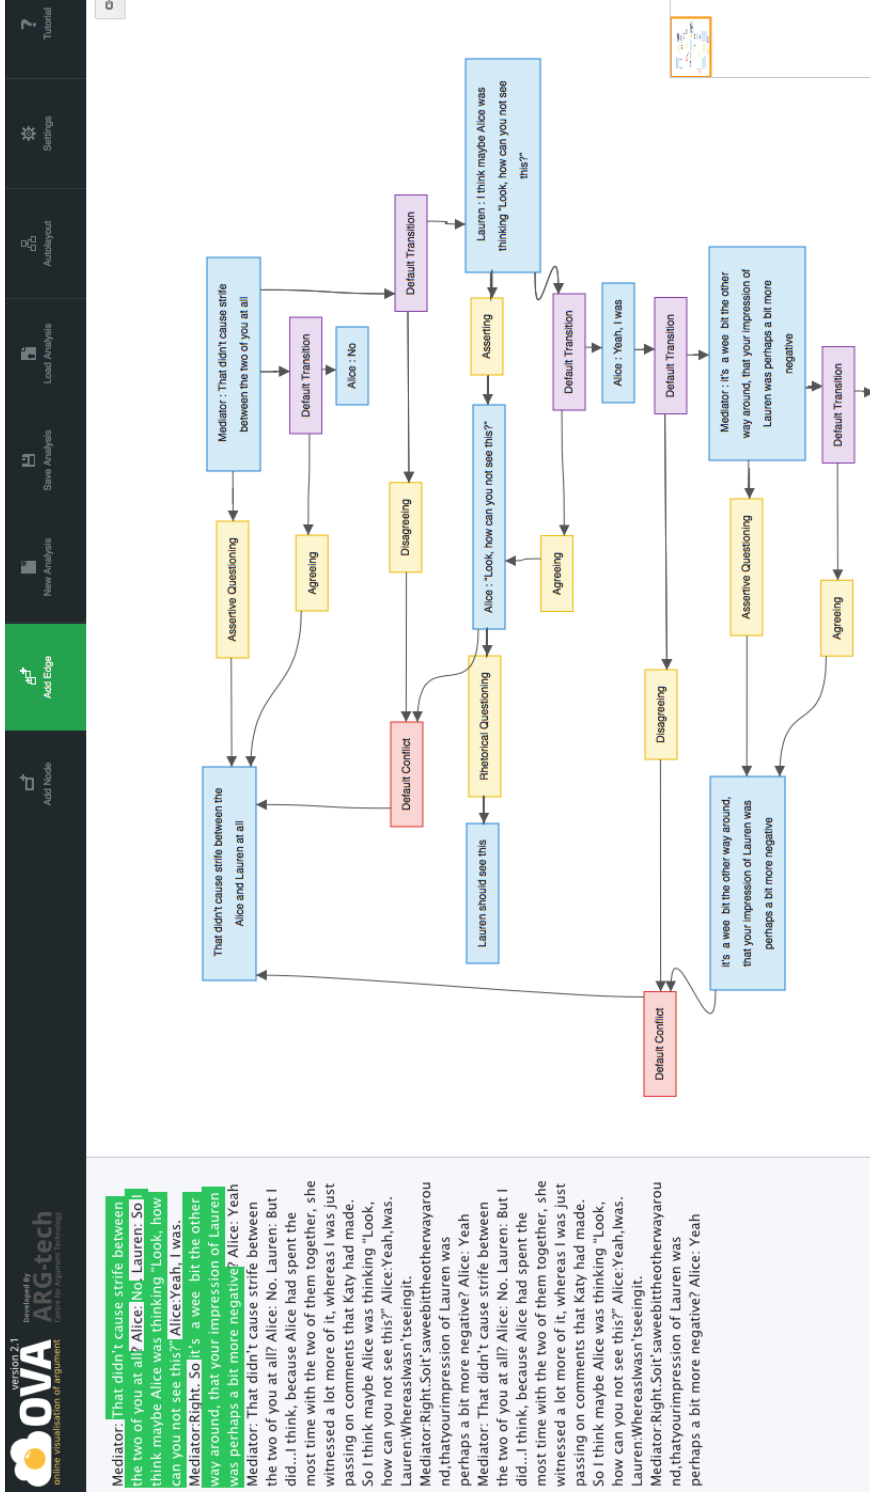 version 2.1
OVA
online visualisation of argument
Developed By
ARG-tech
Centre for Argument Technology
Add Node
Add Edge
New Analysis
Save Analysis
Load Analysis
Autolayout
Settings
?
Tutorial
Mediator: That didn't cause strife between
the two of you at all? Alice: No. Lauren: So I
think maybe Alice was thinking “Look, how
can you not see this?” Alice:Yeah, I was.
Mediator:Right. So it's  a wee  bit the other
way around, that your impression of Lauren
was perhaps a bit more negative? Alice: Yeah
Mediator: That didn't cause strife between
the two of you at all? Alice: No. Lauren: But I
did...I think, because Alice had spent the
most time with the two of them together, she
witnessed a lot more of it, whereas I was just
passing on comments that Katy had made.
So I think maybe Alice was thinking “Look,
how can you not see this?” Alice:Yeah,Iwas.
Lauren:WhereasIwasn'tseeingit.
Mediator:Right.Soit'saweebittheotherwayarou
nd,thatyourimpression of Lauren was
perhaps a bit more negative? Alice: Yeah
Mediator: That didn't cause strife between
the two of you at all? Alice: No. Lauren: But I
did...I think, because Alice had spent the
most time with the two of them together, she
witnessed a lot more of it, whereas I was just
passing on comments that Katy had made.
So I think maybe Alice was thinking “Look,
how can you not see this?” Alice:Yeah,Iwas.
Lauren:WhereasIwasn'tseeingit.
Mediator:Right.Soit'saweebittheotherwayarou
nd,thatyourimpression of Lauren was
perhaps a bit more negative? Alice: Yeah
That didn't cause strife between the
Alice and Lauren at all
Assertive Questioning
Mediator : That didn't cause strife
between the two of you at all
Agreeing
Default Transition
Alice : No
Default Conflict
Disagreeing
Default Transition
Lauren should see this
Rhetorical Questioning
Alice : "Look, how can you not see this?"
Asserting
Lauren : I think maybe Alice was
thinking "Look, how can you not see
this?"
Agreeing
Default Transition
Alice : Yeah, I was
Default Conflict
Disagreeing
Default Transition
it's  a wee  bit the other way around,
that your impression of Lauren was
perhaps a bit more negative
Assertive Questioning
Mediator : it's  a wee  bit the other
way around, that your impression of
Lauren was perhaps a bit more
negative
Agreeing
Default Transition